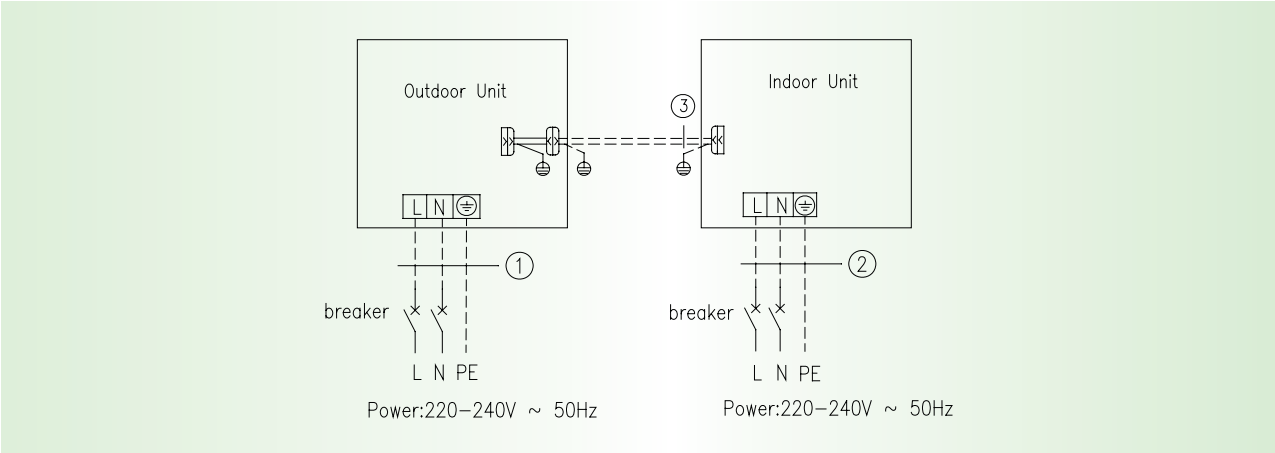 Outdoor Unit
Indoor Unit
3
L N
L N
1
2
breaker
breaker
L N PE
L N PE
Power:220-240V ~ 50Hz
Power:220-240V ~ 50Hz